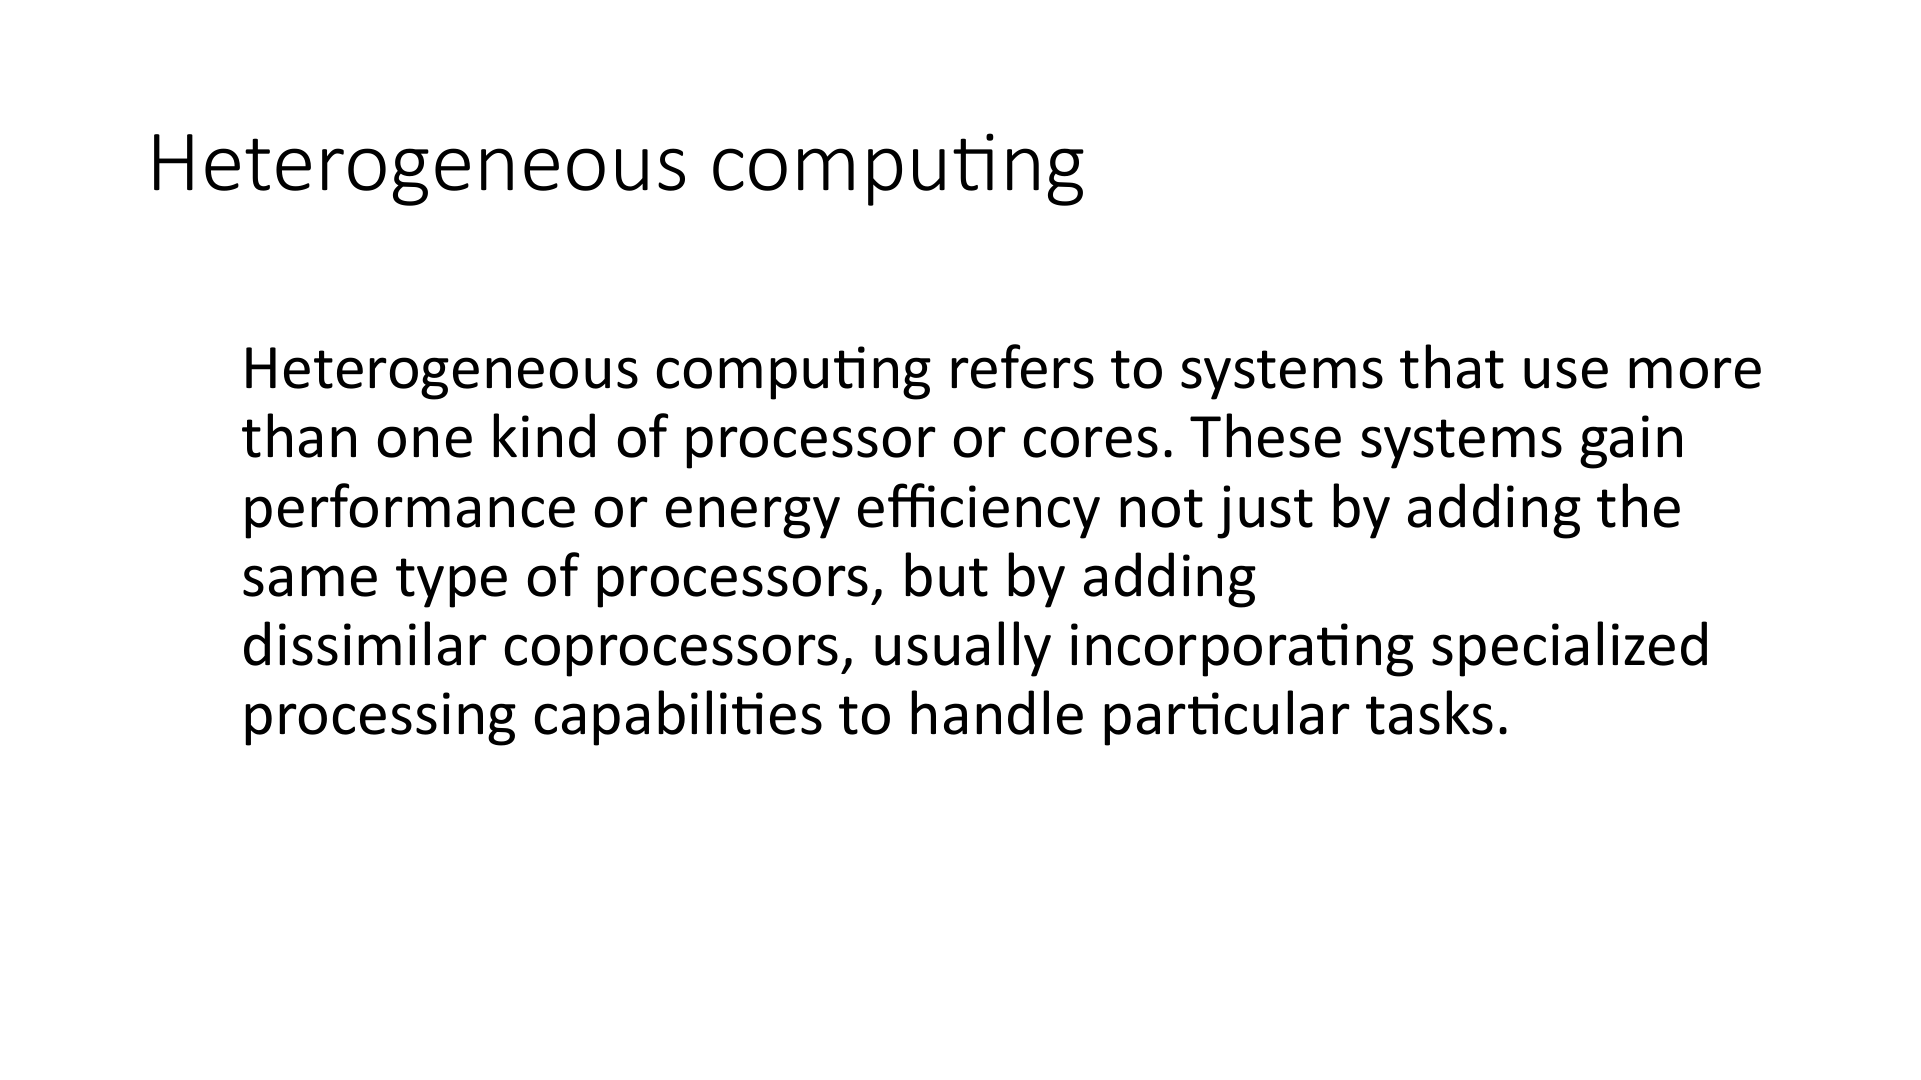 Heterogeneous computing
Heterogeneous computing refers to systems that use more
than one kind of processor or cores. These systems gain
performance or energy efficiency not just by adding the
same type of processors, but by adding
dissimilar coprocessors, usually incorporating specialized
processing capabilities to handle particular tasks.